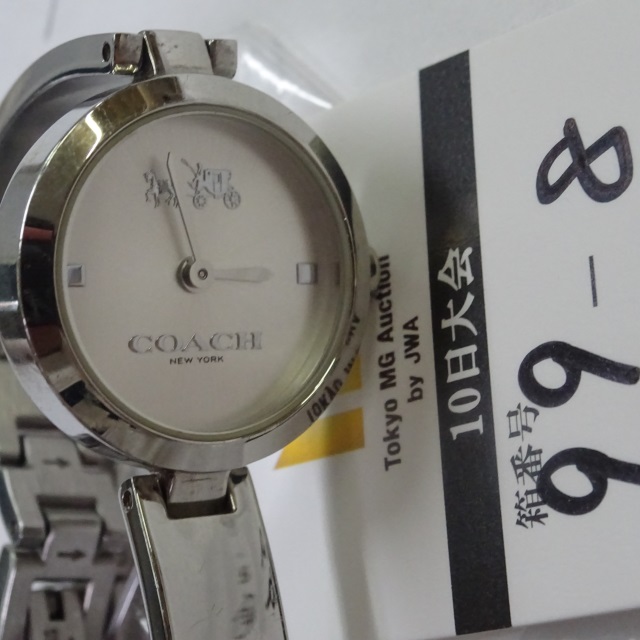 COACH
NEW YORK
Tokyo MG Auction
by JWA
10日大会
箱番号
99-8